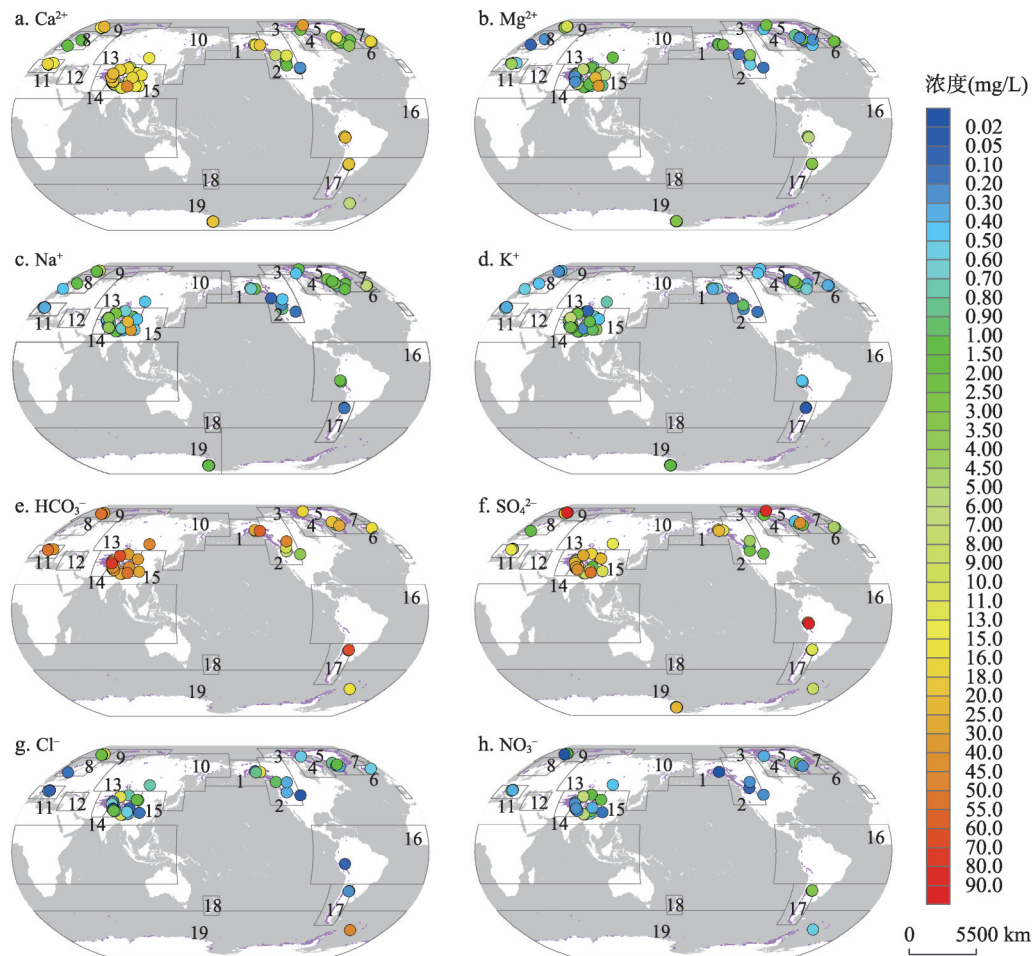 a. Ca²⁺
8 9 10 3 5 7
11 12 13 1 4 6
14 15 2
16
18 17
19
b. Mg²⁺
8 9 10 3 5 7
11 12 13 1 4 6
14 15 2
16
18 17
19
c. Na⁺
8 9 10 3 5 7
11 12 13 1 4 6
14 15 2
16
18 17
19
d. K⁺
8 9 10 3 5 7
11 12 13 1 4 6
14 15 2
16
18 17
19
e. HCO₃⁻
8 9 10 3 5 7
11 12 13 1 4 6
14 15 2
16
18 17
19
f. SO₄²⁻
8 9 10 3 5 7
11 12 13 1 4 6
14 15 2
16
18 17
19
g. Cl⁻
8 9 10 3 5 7
11 12 13 1 4 6
14 15 2
16
18 17
19
h. NO₃⁻
8 9 10 3 5 7
11 12 13 1 4 6
14 15 2
16
18 17
19
浓度(mg/L)
0.02
0.05
0.10
0.20
0.30
0.40
0.50
0.60
0.70
0.80
0.90
1.00
1.50
2.00
2.50
3.00
3.50
4.00
4.50
5.00
6.00
7.00
8.00
9.00
10.0
11.0
13.0
15.0
16.0
18.0
20.0
25.0
30.0
40.0
45.0
50.0
55.0
60.0
70.0
80.0
90.0
0 5500 km